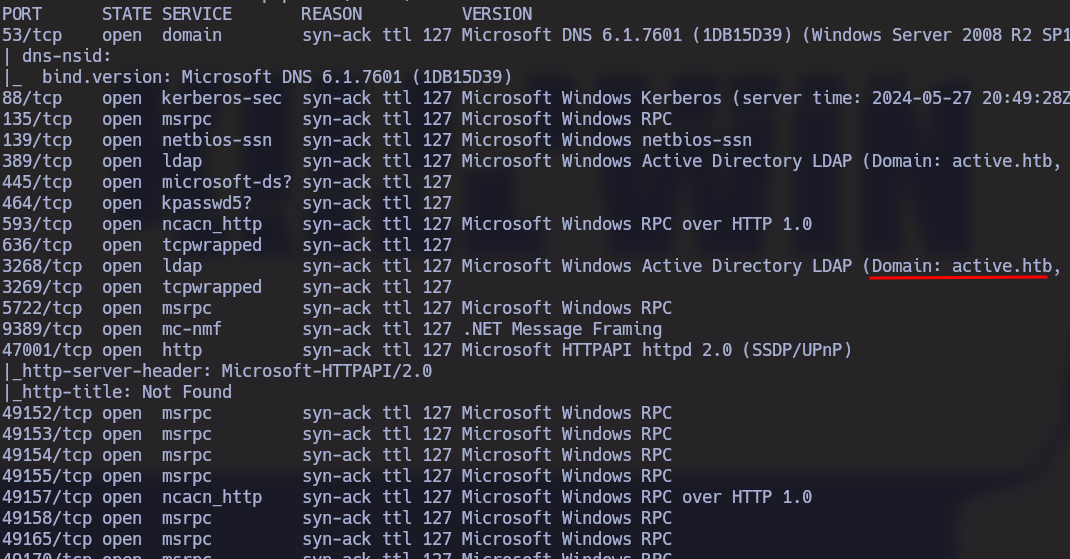 PORT STATE SERVICE REASON VERSION
53/tcp open domain syn-ack ttl 127 Microsoft DNS 6.1.7601 (1DB15D39) (Windows Server 2008 R2 SP1
| dns-nsid:
|_ bind.version: Microsoft DNS 6.1.7601 (1DB15D39)
88/tcp open kerberos-sec syn-ack ttl 127 Microsoft Windows Kerberos (server time: 2024-05-27 20:49:28Z
135/tcp open msrpc syn-ack ttl 127 Microsoft Windows RPC
139/tcp open netbios-ssn syn-ack ttl 127 Microsoft Windows netbios-ssn
389/tcp open ldap syn-ack ttl 127 Microsoft Windows Active Directory LDAP (Domain: active.htb,
445/tcp open microsoft-ds? syn-ack ttl 127
464/tcp open kpasswd5? syn-ack ttl 127
593/tcp open ncacn_http syn-ack ttl 127 Microsoft Windows RPC over HTTP 1.0
636/tcp open tcpwrapped syn-ack ttl 127
3268/tcp open ldap syn-ack ttl 127 Microsoft Windows Active Directory LDAP (Domain: active.htb,
3269/tcp open tcpwrapped syn-ack ttl 127
5722/tcp open msrpc syn-ack ttl 127 Microsoft Windows RPC
9389/tcp open mc-nmf syn-ack ttl 127 .NET Message Framing
47001/tcp open http syn-ack ttl 127 Microsoft HTTPAPI httpd 2.0 (SSDP/UPnP)
|_http-server-header: Microsoft-HTTPAPI/2.0
|_http-title: Not Found
49152/tcp open msrpc syn-ack ttl 127 Microsoft Windows RPC
49153/tcp open msrpc syn-ack ttl 127 Microsoft Windows RPC
49154/tcp open msrpc syn-ack ttl 127 Microsoft Windows RPC
49155/tcp open msrpc syn-ack ttl 127 Microsoft Windows RPC
49157/tcp open ncacn_http syn-ack ttl 127 Microsoft Windows RPC over HTTP 1.0
49158/tcp open msrpc syn-ack ttl 127 Microsoft Windows RPC
49165/tcp open msrpc syn-ack ttl 127 Microsoft Windows RPC
49170/tcp open msrpc syn-ack ttl 127 Microsoft Windows RPC